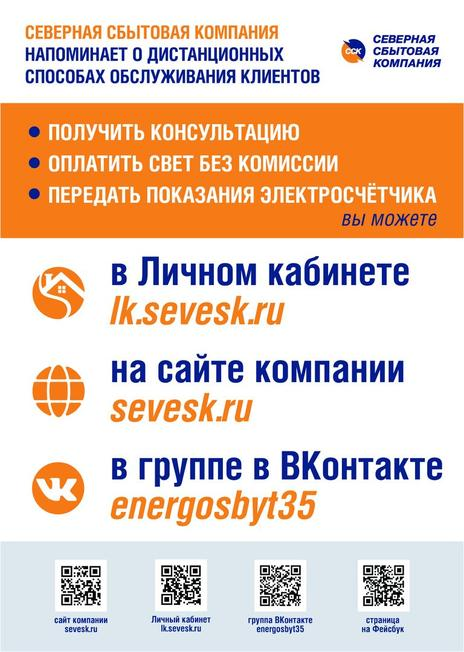 СЕВЕРНАЯ СБЫТОВАЯ КОМПАНИЯ
НАПОМИНАЕТ О ДИСТАНЦИОННЫХ
СПОСОБАХ ОБСЛУЖИВАНИЯ КЛИЕНТОВ
ССК
СЕВЕРНАЯ
СБЫТОВАЯ
КОМПАНИЯ
• ПОЛУЧИТЬ КОНСУЛЬТАЦИЮ
• ОПЛАТИТЬ СВЕТ БЕЗ КОМИССИИ
• ПЕРЕДАТЬ ПОКАЗАНИЯ ЭЛЕКТРОСЧЁТЧИКА
вы можете
в Личном кабинете
lk.sevesk.ru
на сайте компании
sevesk.ru
в группе в ВКонтакте
energosbyt35
сайт компании
sevesk.ru
Личный кабинет
lk.sevesk.ru
группа ВКонтакте
energosbyt35
страница
на Фейсбук